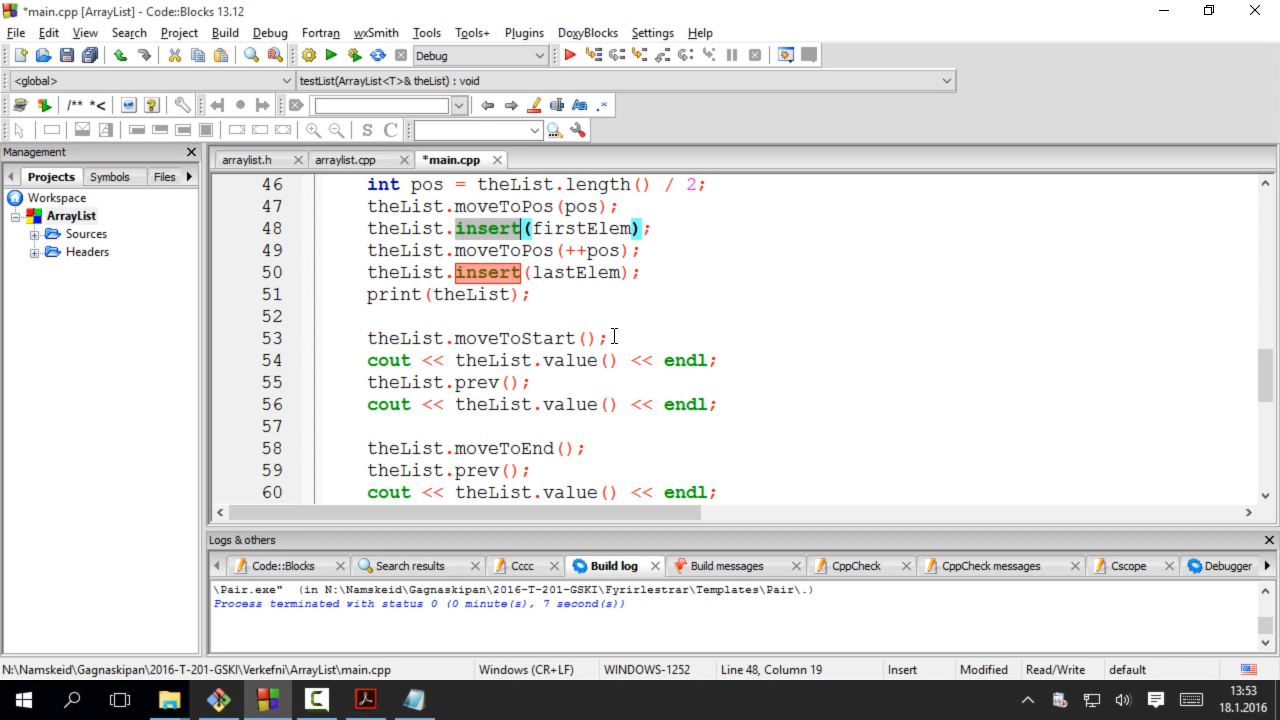 *main.cpp [ArrayList] - Code::Blocks 13.12
File Edit View Search Project Build Debug Fortran wxSmith Tools Tools+ Plugins DoxyBlocks Settings Help
Debug
<global> testList(ArrayList<T>& theList) : void
/** *<
S C
Management
Projects Symbols Files
Workspace
ArrayList
Sources
Headers
arraylist.h arraylist.cpp *main.cpp
46 int pos = theList.length() / 2;
47 theList.moveToPos(pos);
48 theList.insert(firstElem);
49 theList.moveToPos(++pos);
50 theList.insert(lastElem);
51 print(theList);
52
53 theList.moveToStart();
54 cout << theList.value() << endl;
55 theList.prev();
56 cout << theList.value() << endl;
57
58 theList.moveToEnd();
59 theList.prev();
60 cout << theList.value() << endl;
Logs & others
Code::Blocks Search results Cccc Build log Build messages CppCheck CppCheck messages Cscope Debugger
\Pair.exe" (in N:\Namskeid\Gagnaskipan\2016-T-201-GSKI\Fyrirlestrar\Templates\Pair\.)
Process terminated with status 0 (0 minute(s), 7 second(s))
N:\Namskeid\Gagnaskipan\2016-T-201-GSKI\Verkefni\ArrayList\main.cpp Windows (CR+LF) WINDOWS-1252 Line 48, Column 19 Insert Modified Read/Write default
13:53
18.1.2016